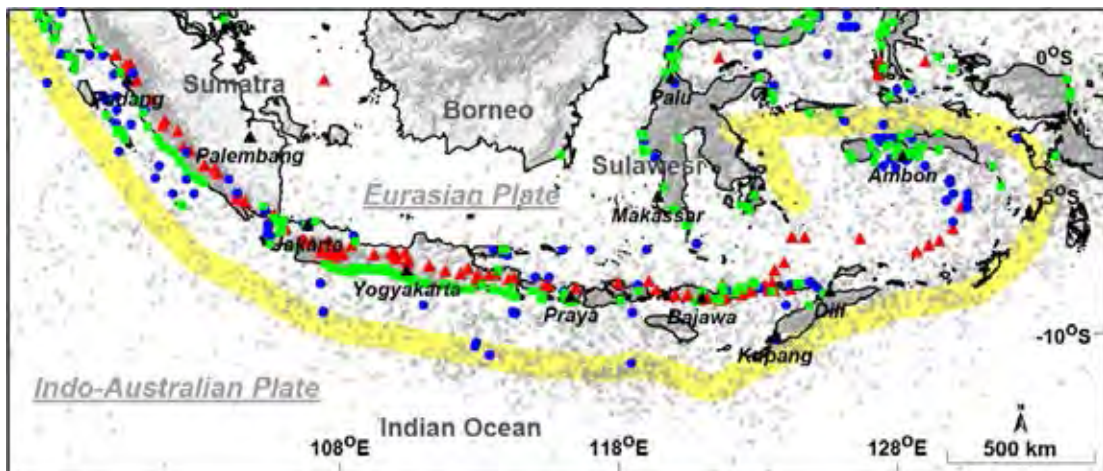 0°S
Sumatra
Padang
Borneo
Palu
Palembang
Sulawesi
Ambon
Eurasian Plate
-5°S
Makassar
Jakarta
Yogyakarta
Praya
Bajawa
Dili
-10°S
Kupang
Indo-Australian Plate
Indian Ocean
N
108°E
118°E
128°E
500 km